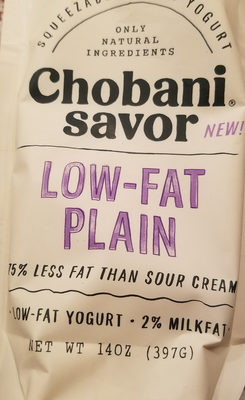 SQUEEZABLE YOGURT
ONLY
NATURAL
INGREDIENTS
Chobani®
savor NEW!
LOW-FAT
PLAIN
75% LESS FAT THAN SOUR CREAM
LOW-FAT YOGURT • 2% MILKFAT
NET WT 14OZ (397G)